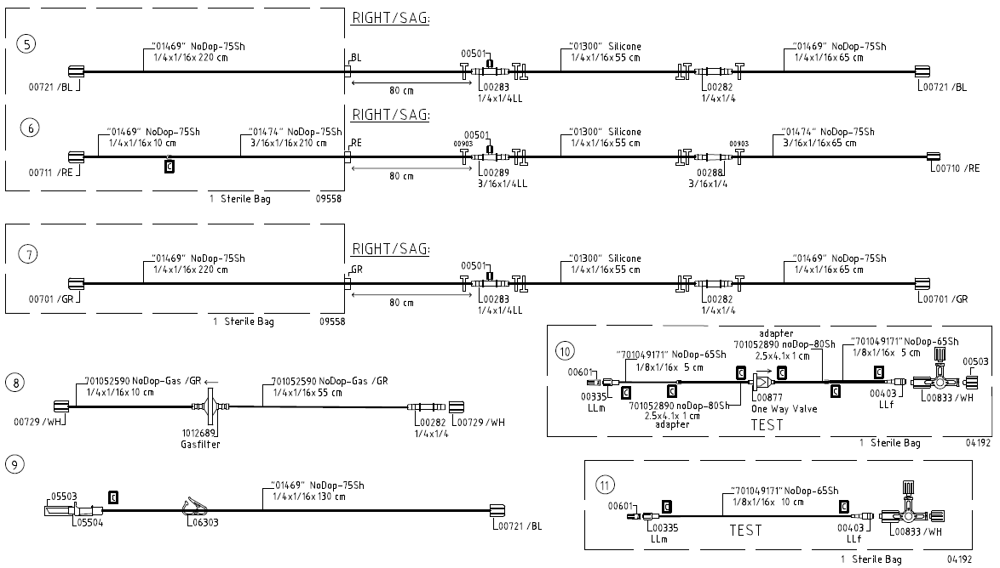 RIGHT/SAG:
5
"01469" NoDop-75Sh
1/4x1/16x 220 cm
BL
00501
"01300" Silicone
1/4x1/16x 55 cm
"01469" NoDop-75Sh
1/4x1/16x 65 cm
00721 /BL
80 cm
00283
1/4x1/4LL
00282
1/4x1/4
00721 /BL
RIGHT/SAG:
6
"01469" NoDop-75Sh
1/4x1/16x 10 cm
"01474" NoDop-75Sh
3/16x1/16x 210 cm
RE
00903
00501
"01300" Silicone
1/4x1/16x 55 cm
00903
"01474" NoDop-75Sh
3/16x1/16x 65 cm
C
00711 /RE
80 cm
00289
3/16x1/4LL
00288
3/16x1/4
00710 /RE
1 Sterile Bag 09558
RIGHT/SAG:
7
"01469" NoDop-75Sh
1/4x1/16x 220 cm
GR
00501
"01300" Silicone
1/4x1/16x 55 cm
"01469" NoDop-75Sh
1/4x1/16x 65 cm
00701 /GR
80 cm
00283
1/4x1/4LL
00282
1/4x1/4
00701 /GR
1 Sterile Bag 09558
8
701052590 NoDop-Gas /GR
1/4x1/16x 10 cm
701052590 NoDop-Gas /GR
1/4x1/16x 55 cm
00729 /WH
1012689
Gasfilter
00282
1/4x1/4
00729 /WH
9
05503
C
05504
06303
"01469" NoDop-75Sh
1/4x1/16x 130 cm
00721 /BL
10
00601
"701049171" NoDop-65Sh
1/8x1/16x 5 cm
adapter
701052890 noDop-80Sh
2.5x4.1x 1 cm
"701049171" NoDop-65Sh
1/8x1/16x 5 cm
00503
C
C
C
00335
LLm
C
C
701052890 noDop-80Sh
2.5x4.1x 1 cm
adapter
00877
One Way Valve
TEST
00403
LLf
00833 /WH
1 Sterile Bag 04192
11
00601
C
"701049171" NoDop-65Sh
1/8x1/16x 10 cm
C
00335
LLm
TEST
00403
LLf
00833 /WH
1 Sterile Bag 04192